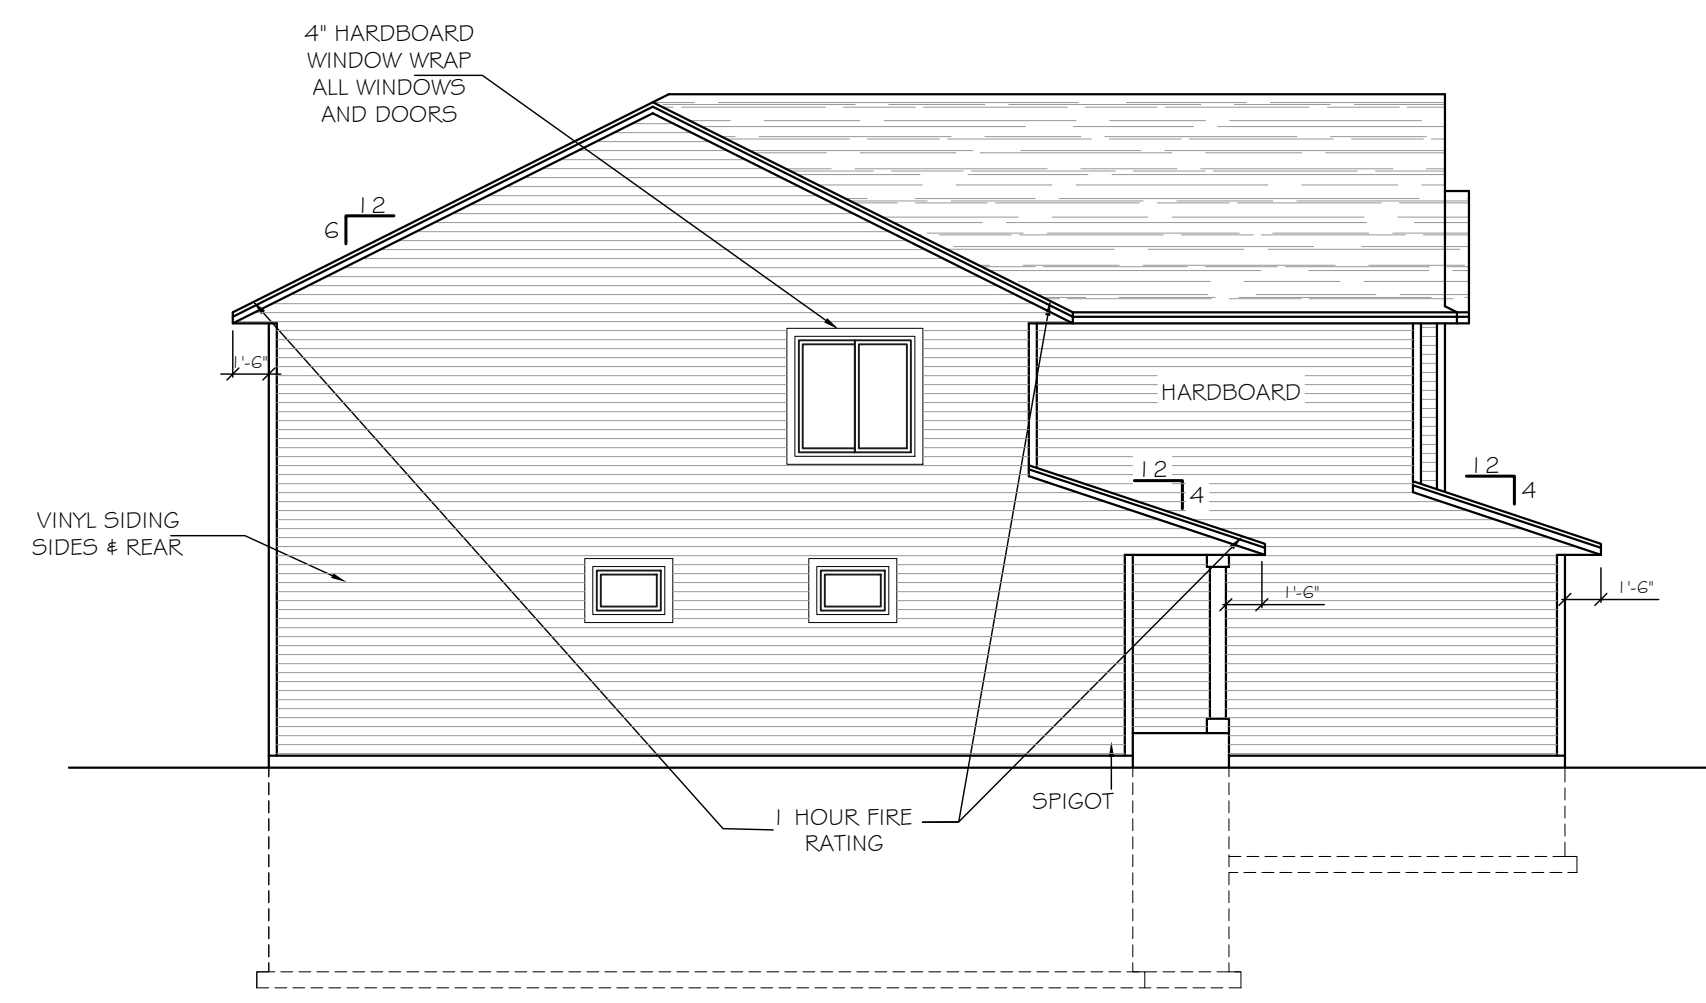 4" HARDBOARD
WINDOW WRAP
ALL WINDOWS
AND DOORS
12
6
1'-6"
HARDBOARD
12
4
12
4
VINYL SIDING
SIDES & REAR
1'-6"
1'-6"
SPIGOT
1 HOUR FIRE
RATING